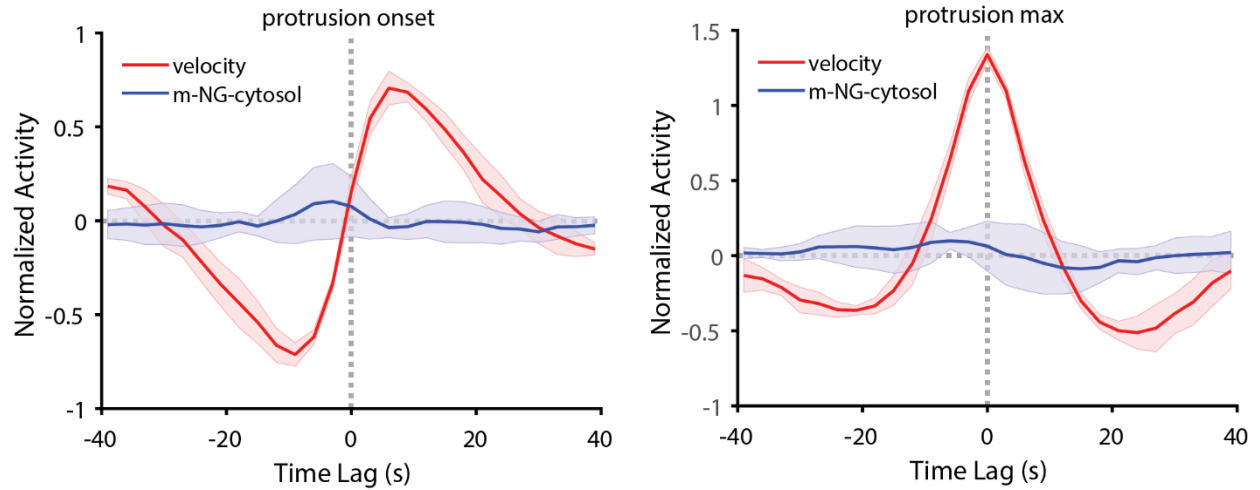 protrusion onset
1
0.5
0
-0.5
-1
Normalized Activity
velocity
m-NG-cytosol
-40
-20
0
20
40
Time Lag (s)
protrusion max
1.5
1
0.5
0
-0.5
-1
Normalized Activity
velocity
m-NG-cytosol
-40
-20
0
20
40
Time Lag (s)